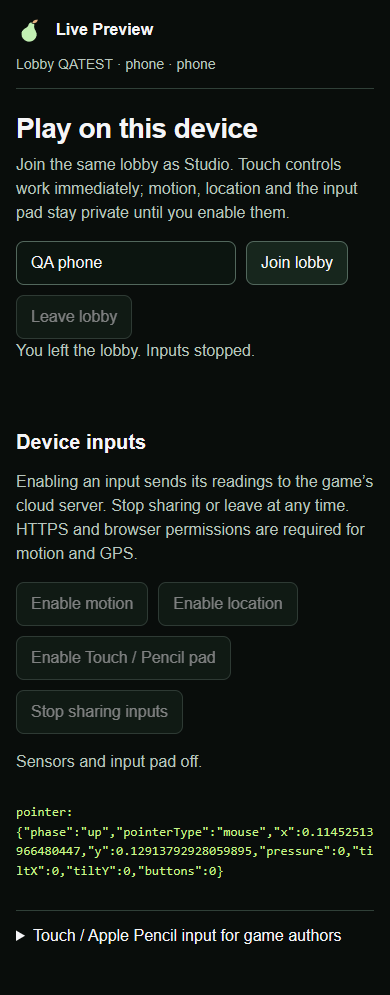 Live Preview
Lobby QATEST · phone · phone
Play on this device
Join the same lobby as Studio. Touch controls
work immediately; motion, location and the input
pad stay private until you enable them.
QA phone
Join lobby
Leave lobby
You left the lobby. Inputs stopped.
Device inputs
Enabling an input sends its readings to the game’s
cloud server. Stop sharing or leave at any time.
HTTPS and browser permissions are required for
motion and GPS.
Enable motion
Enable location
Enable Touch / Pencil pad
Stop sharing inputs
Sensors and input pad off.
pointer:
{"phase":"up","pointerType":"mouse","x":0.11452513
966480447,"y":0.12913792928059895,"pressure":0,"ti
ltX":0,"tiltY":0,"buttons":0}
Touch / Apple Pencil input for game authors